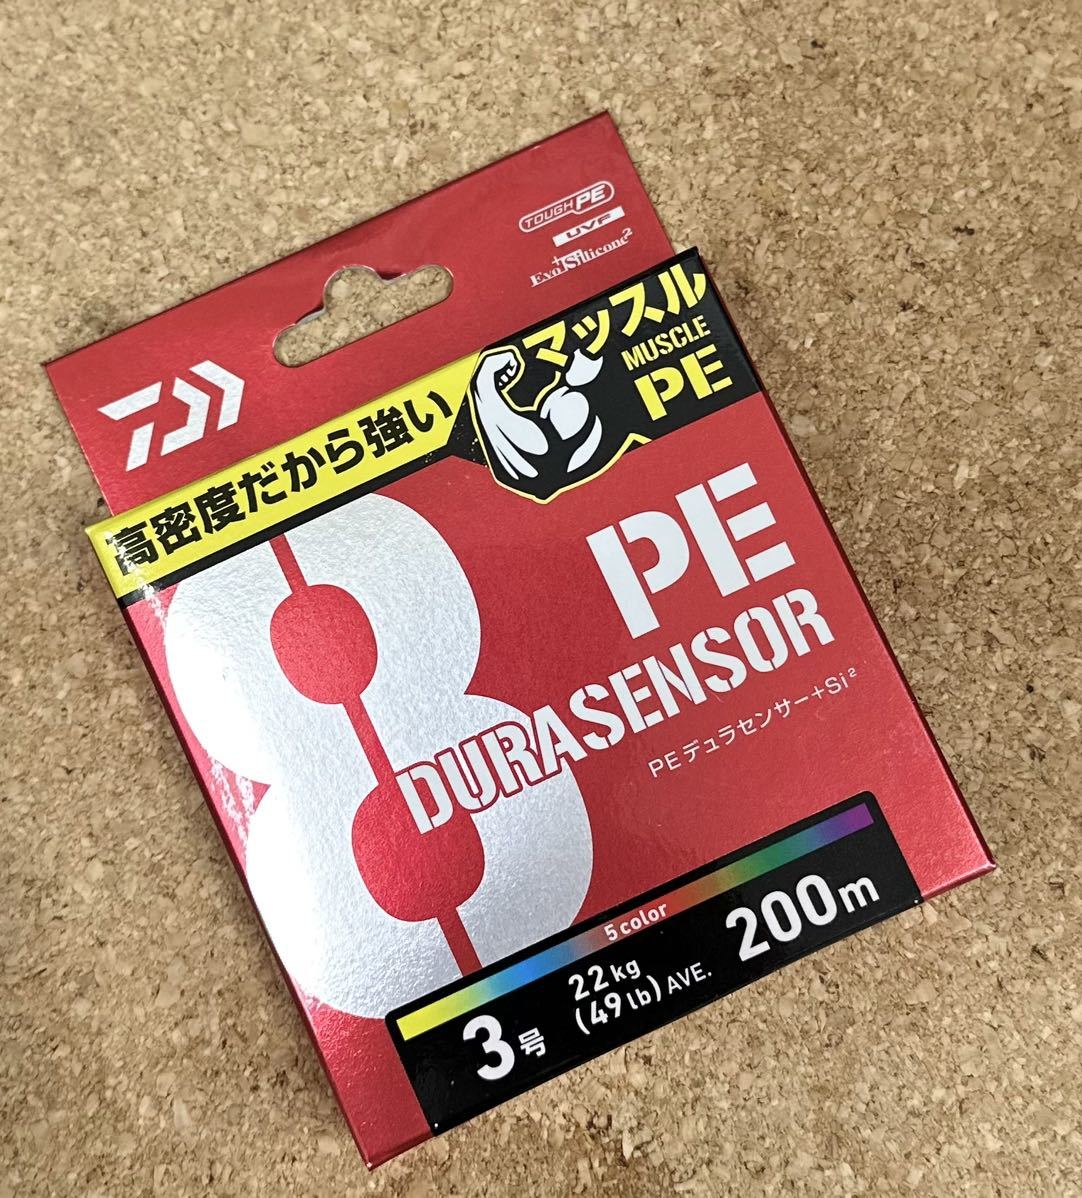 TOUGH PE
UVF
Evo Silicone²
+Si
マッスル
MUSCLE
PE
高密度だから強い
8
PE
DURASENSOR
PEデュラセンサー+Si²
5color
3号
22kg
(49lb) AVE.
200m